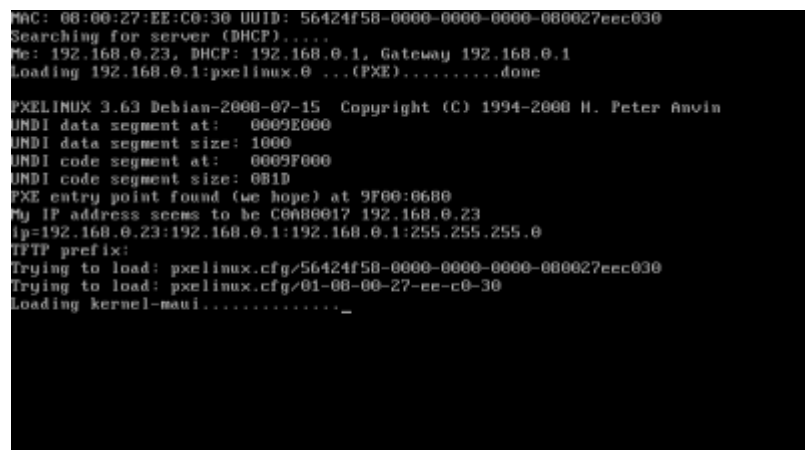 MAC: 08:00:27:EE:C0:30 UUID: 56424f58-0000-0000-0000-080027eec030
Searching for server (DHCP).....
Me: 192.168.0.23, DHCP: 192.168.0.1, Gateway 192.168.0.1
Loading 192.168.0.1:pxelinux.0 ...(PXE)..........done
PXELINUX 3.63 Debian-2008-07-15  Copyright (C) 1994-2008 H. Peter Anvin
UNDI data segment at:   0009E000
UNDI data segment size: 1000
UNDI code segment at:   0009F000
UNDI code segment size: 0B1D
PXE entry point found (we hope) at 9F00:0680
My IP address seems to be C0A80017 192.168.0.23
ip=192.168.0.23:192.168.0.1:192.168.0.1:255.255.255.0
TFTP prefix:
Trying to load: pxelinux.cfg/56424f58-0000-0000-0000-080027eec030
Trying to load: pxelinux.cfg/01-08-00-27-ee-c0-30
Loading kernel-maui..............._